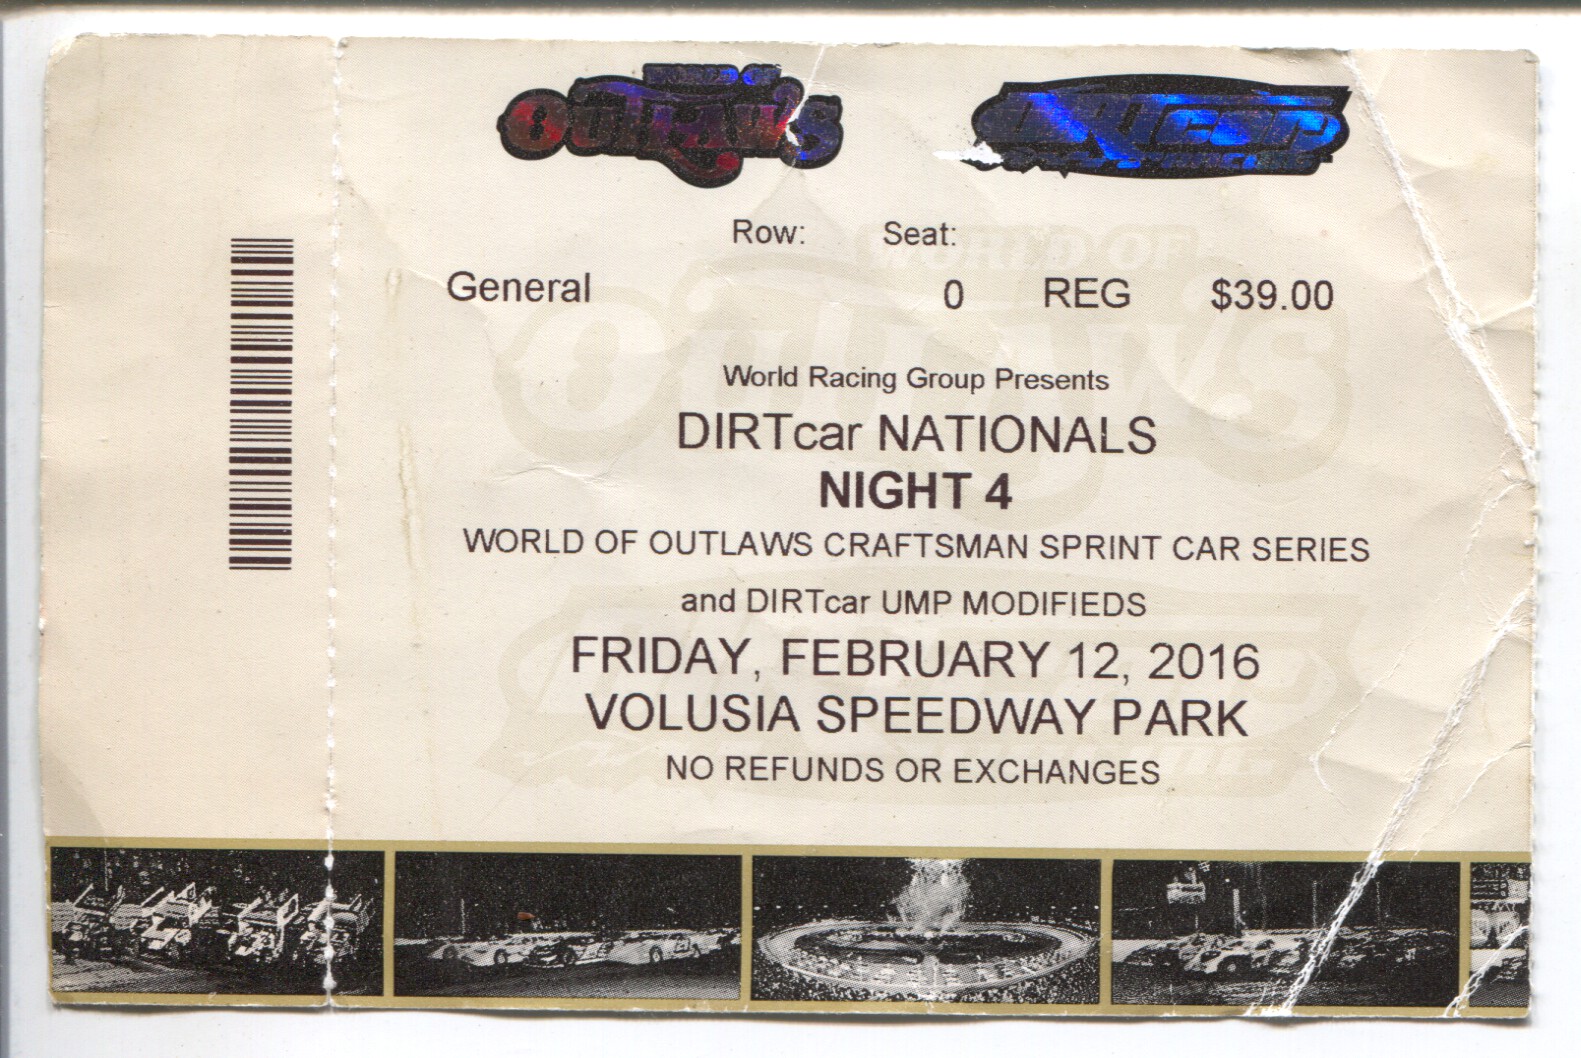 WORLD OF
OUTLAWS
DIRTcar
Row: Seat:
General 0 REG $39.00
World Racing Group Presents
DIRTcar NATIONALS
NIGHT 4
WORLD OF OUTLAWS CRAFTSMAN SPRINT CAR SERIES
and DIRTcar UMP MODIFIEDS
FRIDAY, FEBRUARY 12, 2016
VOLUSIA SPEEDWAY PARK
NO REFUNDS OR EXCHANGES